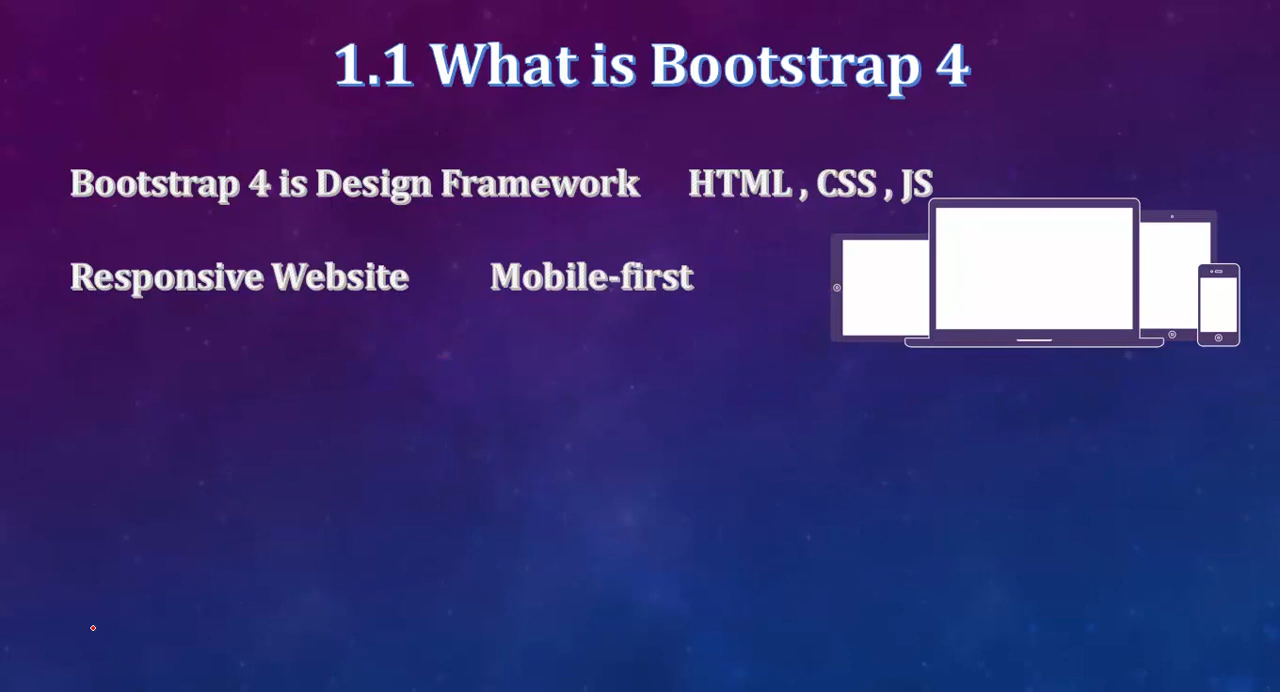 1.1 What is Bootstrap 4
Bootstrap 4 is Design Framework HTML , CSS , JS
Responsive Website Mobile-first